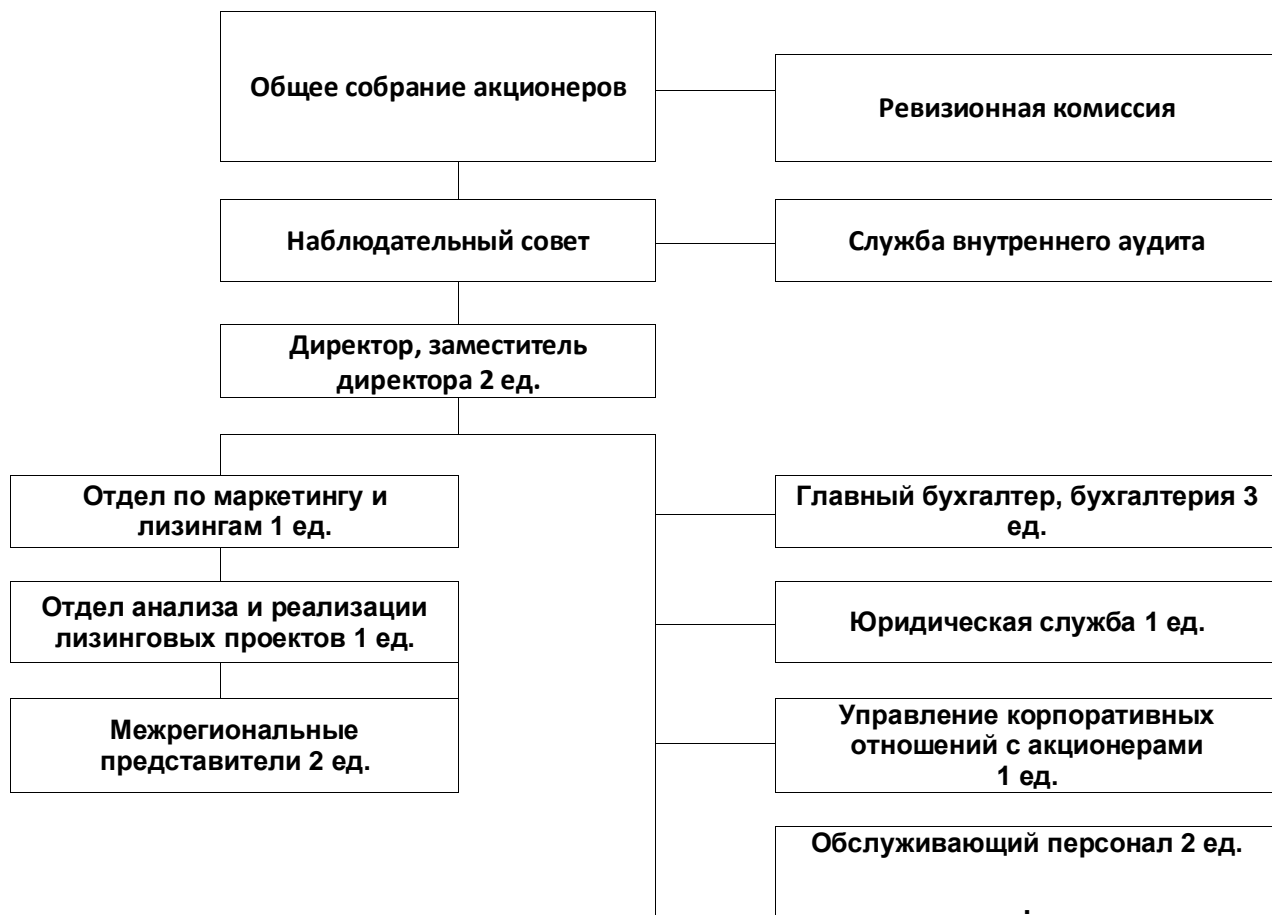 Общее собрание акционеров
Ревизионная комиссия
Наблюдательный совет
Служба внутреннего аудита
Директор, заместитель
директора 2 ед.
Отдел по маркетингу и
лизингам 1 ед.
Главный бухгалтер, бухгалтерия 3
ед.
Отдел анализа и реализации
лизинговых проектов 1 ед.
Юридическая служба 1 ед.
Межрегиональные
представители 2 ед.
Управление корпоративных
отношений с акционерами
1 ед.
Обслуживающий персонал 2 ед.